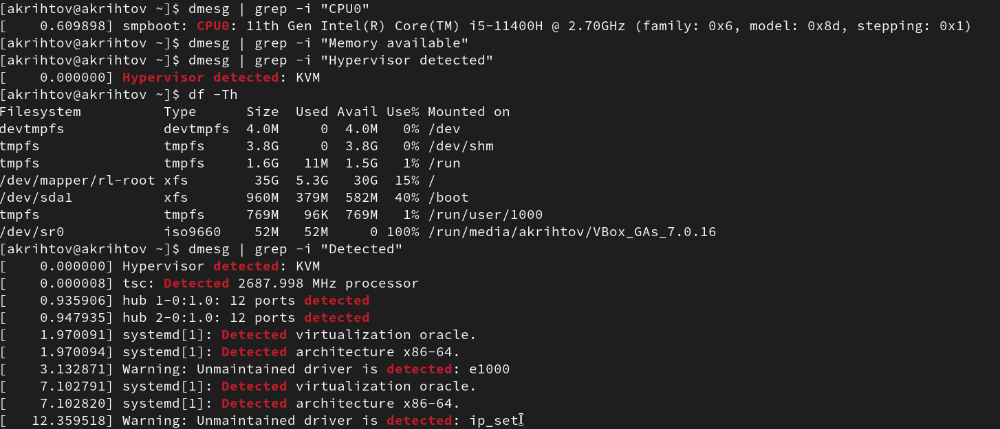 [akrihtov@akrihtov ~]$ dmesg | grep -i "CPU0"
[    0.609898] smpboot: CPU0: 11th Gen Intel(R) Core(TM) i5-11400H @ 2.70GHz (family: 0x6, model: 0x8d, stepping: 0x1)
[akrihtov@akrihtov ~]$ dmesg | grep -i "Memory available"
[akrihtov@akrihtov ~]$ dmesg | grep -i "Hypervisor detected"
[    0.000000] Hypervisor detected: KVM
[akrihtov@akrihtov ~]$ df -Th
Filesystem          Type      Size  Used Avail Use% Mounted on
devtmpfs            devtmpfs  4.0M     0  4.0M   0% /dev
tmpfs               tmpfs     3.8G     0  3.8G   0% /dev/shm
tmpfs               tmpfs     1.6G   11M  1.5G   1% /run
/dev/mapper/rl-root xfs        35G  5.3G   30G  15% /
/dev/sda1           xfs       960M  379M  582M  40% /boot
tmpfs               tmpfs     769M   96K  769M   1% /run/user/1000
/dev/sr0            iso9660    52M   52M     0 100% /run/media/akrihtov/VBox_GAs_7.0.16
[akrihtov@akrihtov ~]$ dmesg | grep -i "Detected"
[    0.000000] Hypervisor detected: KVM
[    0.000008] tsc: Detected 2687.998 MHz processor
[    0.935906] hub 1-0:1.0: 12 ports detected
[    0.947935] hub 2-0:1.0: 12 ports detected
[    1.970091] systemd[1]: Detected virtualization oracle.
[    1.970094] systemd[1]: Detected architecture x86-64.
[    3.132871] Warning: Unmaintained driver is detected: e1000
[    7.102791] systemd[1]: Detected virtualization oracle.
[    7.102820] systemd[1]: Detected architecture x86-64.
[   12.359518] Warning: Unmaintained driver is detected: ip_set